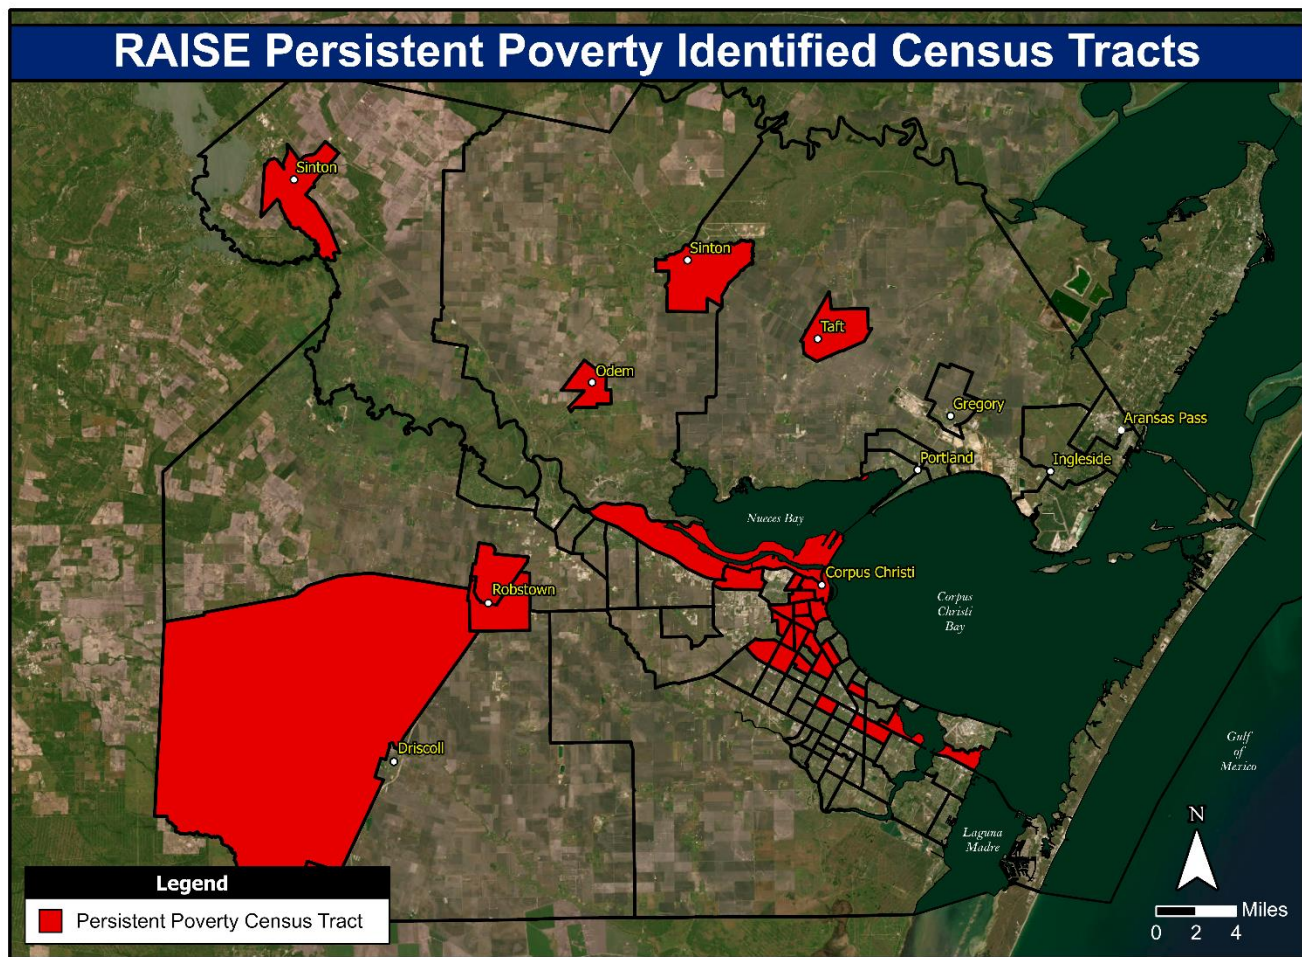 RAISE Persistent Poverty Identified Census Tracts
Sinton
Sinton
Taft
Odem
Gregory
Aransas Pass
Portland
Ingleside
Nueces Bay
Corpus Christi
Robstown
Corpus
Christi
Bay
Driscoll
Gulf
of
Mexico
Laguna
Madre
N
Legend
Persistent Poverty Census Tract
Miles
0 2 4